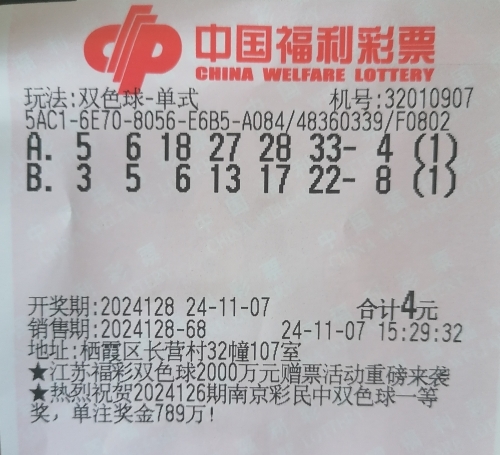 中国福利彩票
CHINA WELFARE LOTTERY
玩法:双色球-单式 机号:32010907
5AC1-6E70-8056-E6B5-A084/48360339/F0802
A. 5 6 18 27 28 33- 4 (1)
B. 3 5 6 13 17 22- 8 (1)
开奖期:2024128 24-11-07 合计4元
销售期:2024128-68 24-11-07 15:29:32
地址:栖霞区长营村32幢107室
★江苏福彩双色球2000万元赠票活动重磅来袭
★热烈祝贺2024126期南京彩民中双色球一等
奖，单注奖金789万!